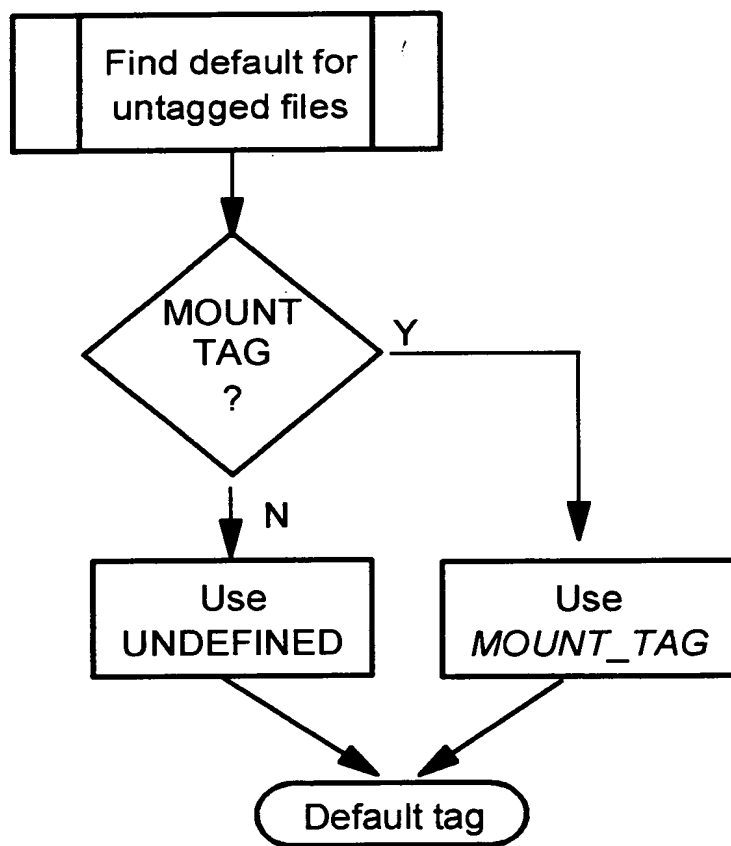 Find default for
untagged files
MOUNT
TAG
?
Y
N
Use
UNDEFINED
Use
MOUNT_TAG
Default tag